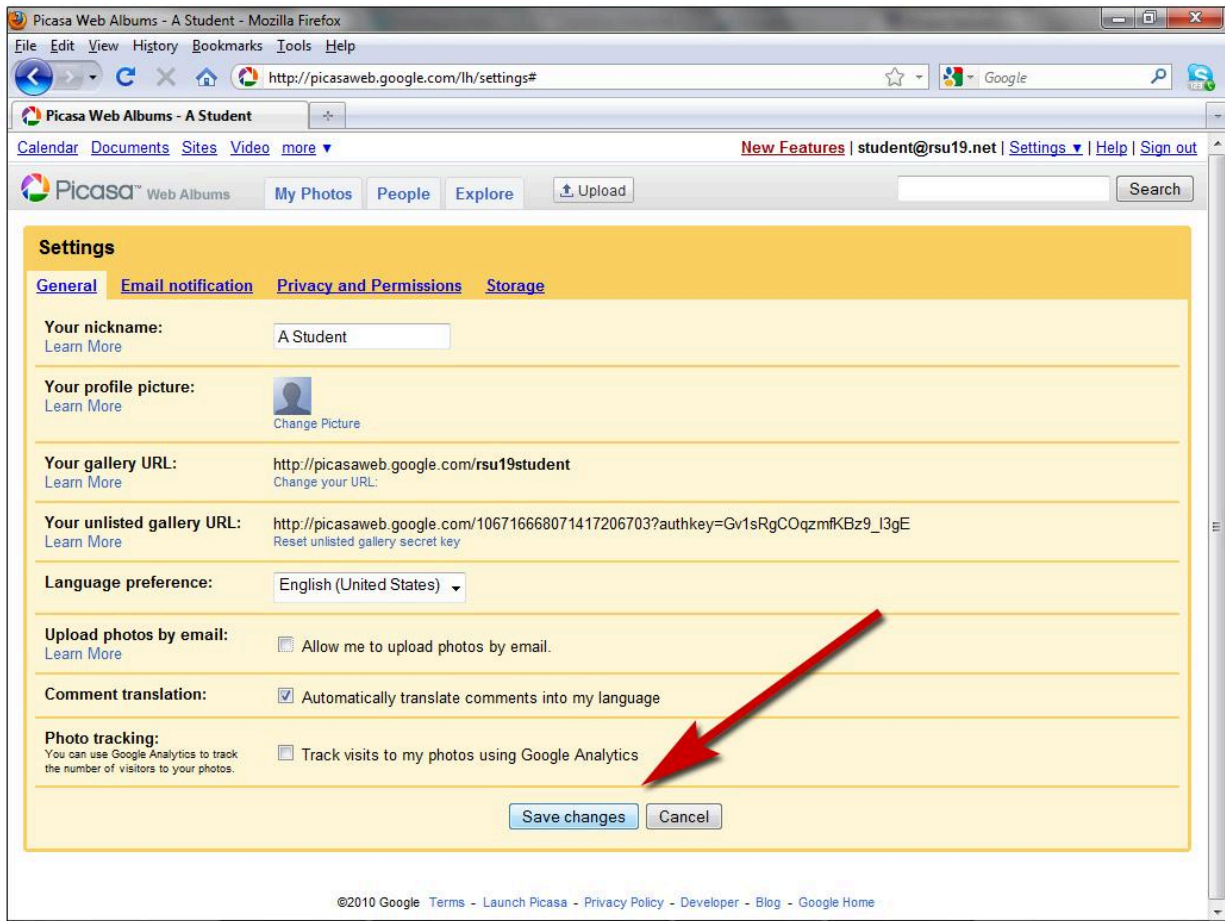 Picasa Web Albums - A Student - Mozilla Firefox
File Edit View History Bookmarks Tools Help
http://picasaweb.google.com/lh/settings#
Google
Picasa Web Albums - A Student
Calendar Documents Sites Video more ▼ New Features | student@rsu19.net | Settings ▼ | Help | Sign out
Picasa™ Web Albums My Photos People Explore Upload Search
Settings
General Email notification Privacy and Permissions Storage
Your nickname:
Learn More
A Student
Your profile picture:
Learn More
Change Picture
Your gallery URL:
Learn More
http://picasaweb.google.com/rsu19student
Change your URL:
Your unlisted gallery URL:
Learn More
http://picasaweb.google.com/106716668071417206703?authkey=Gv1sRgCOqzmfKBz9_I3gE
Reset unlisted gallery secret key
Language preference:
English (United States)
Upload photos by email:
Learn More
Allow me to upload photos by email.
Comment translation:
Automatically translate comments into my language
Photo tracking:
You can use Google Analytics to track
the number of visitors to your photos.
Track visits to my photos using Google Analytics
Save changes Cancel
©2010 Google Terms - Launch Picasa - Privacy Policy - Developer - Blog - Google Home